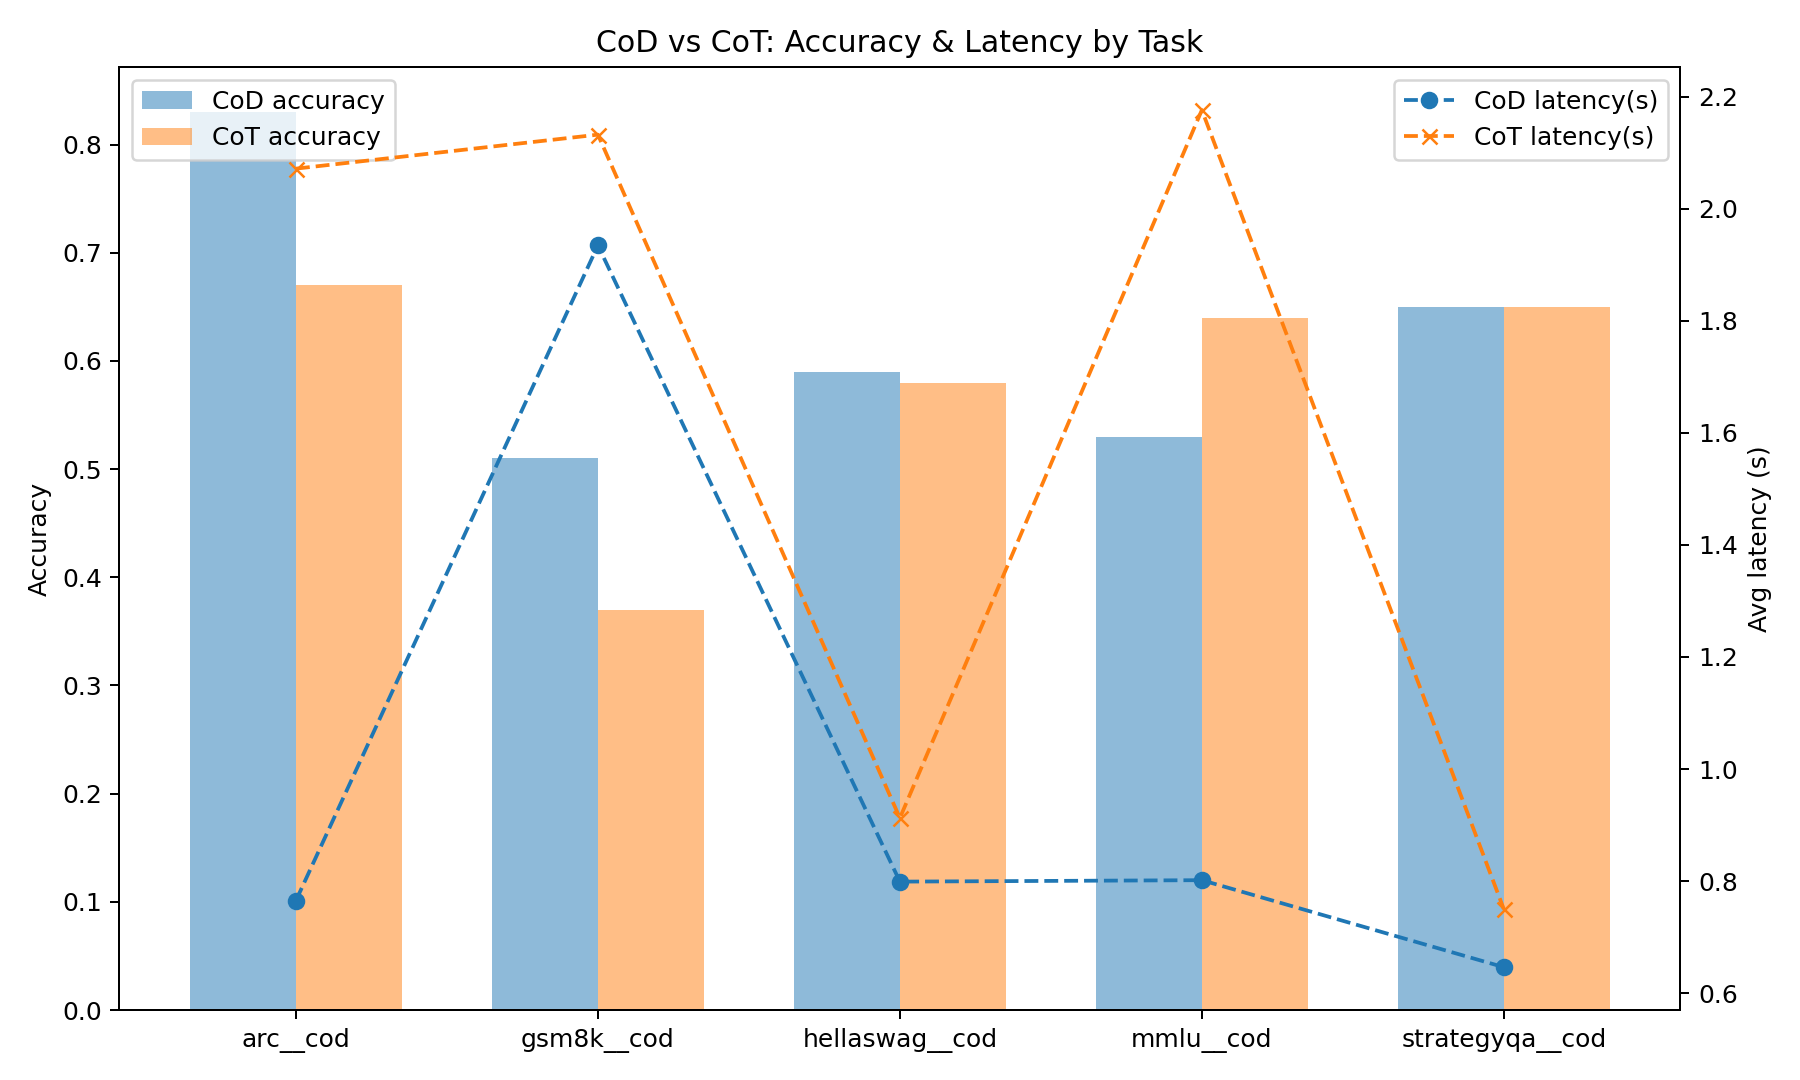 CoD vs CoT: Accuracy & Latency by Task
CoD accuracy
CoT accuracy
CoD latency(s)
CoT latency(s)
Accuracy
0.8
0.7
0.6
0.5
0.4
0.3
0.2
0.1
0.0
2.2
2.0
1.8
1.6
1.4
1.2
1.0
0.8
0.6
Avg latency (s)
arc__cod
gsm8k__cod
hellaswag__cod
mmlu__cod
strategyqa__cod